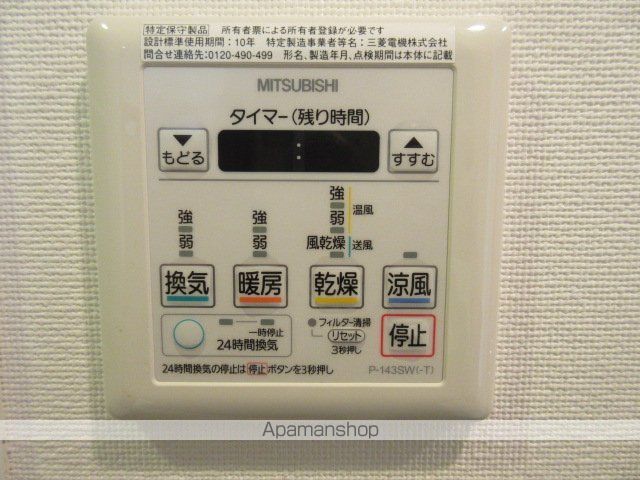 特定保守製品 所有者票による所有者登録が必要です
設計標準使用期間：10年 特定製造事業者等名：三菱電機株式会社
問合せ連絡先：0120-490-499 形名、製造年月、点検期間は本体に記載
MITSUBISHI
タイマー（残り時間）
▼ もどる
:
▲ すすむ
強
弱
強
弱
強
弱
風乾燥
温風
送風
換気
暖房
乾燥
涼風
一時停止
24時間換気
フィルター清掃
リセット
3秒押し
停止
24時間換気の停止は停止ボタンを3秒押し
P-143SW(-T)
Apamanshop